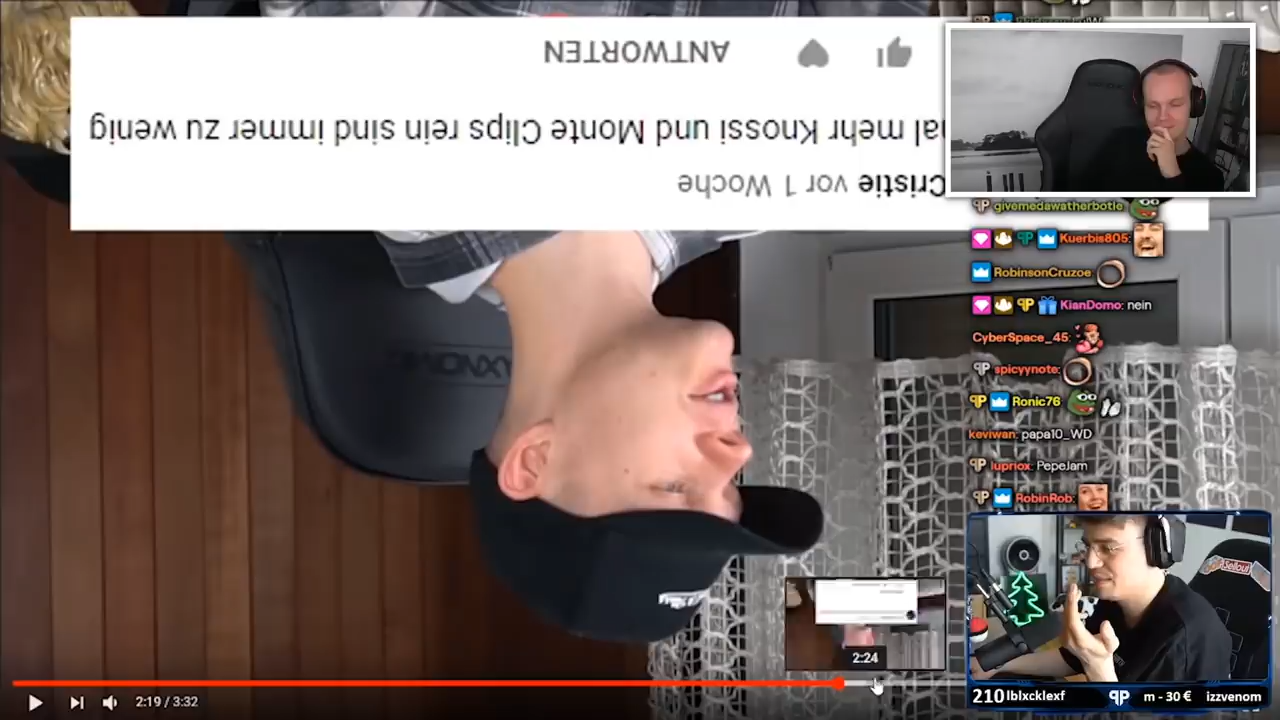 ANTWORTEN
al mehr Knossi und Monte Clips rein sind immer zu wenig
Cristie vor 1 Woche
givemedawatherbotle
Kuerbis805:
RobinsonCruzoe:
KianDomo: nein
CyberSpace_45:
spicyynote:
Ronic76
keviwan: papa10_WD
iupriox: PepeJam
RobinRob:
Sellout
2:24
2:19 / 3:32
210 lblxcklexf
m - 30 €
izzvenom